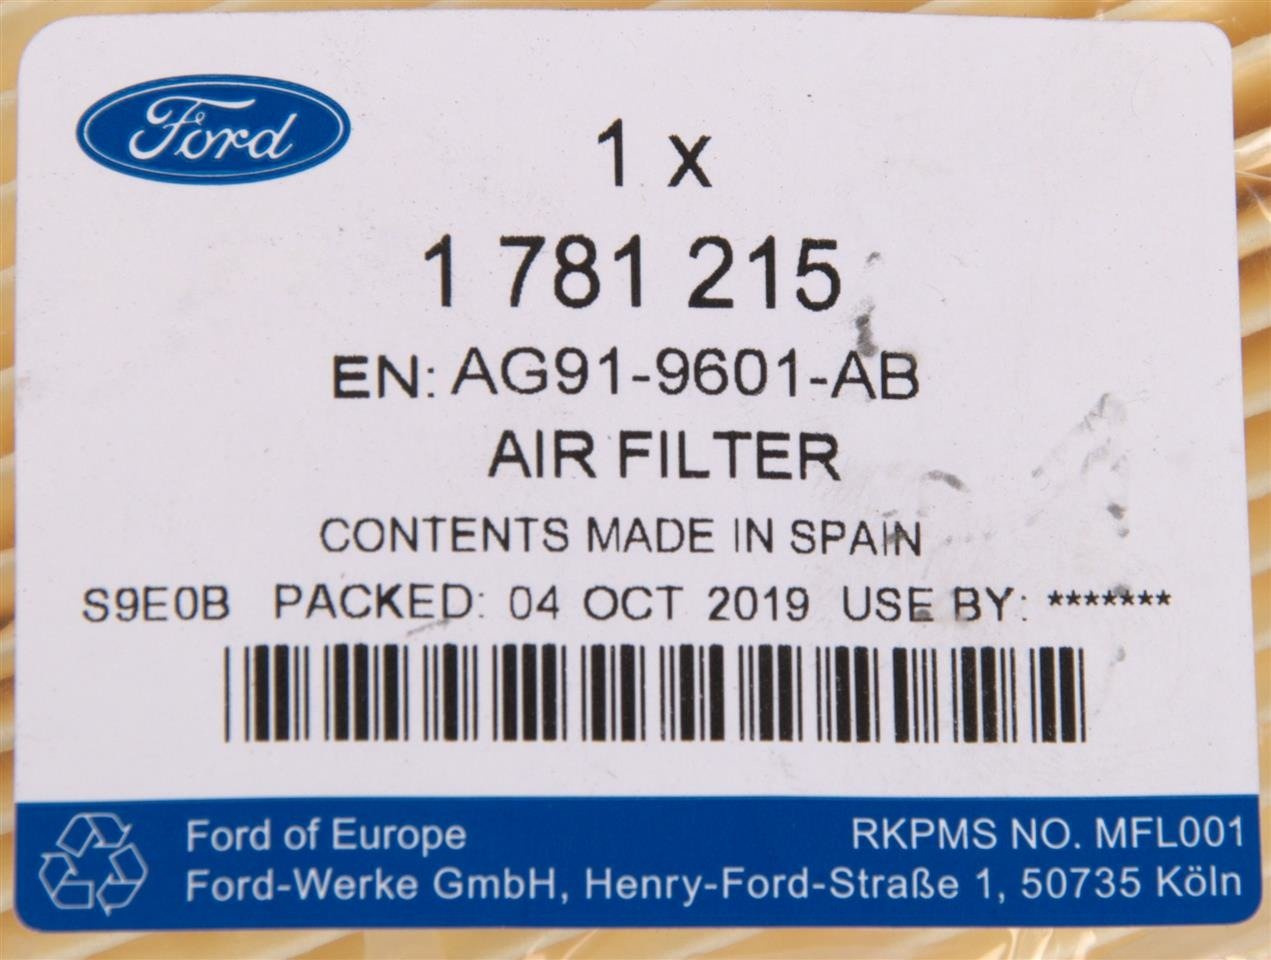 Ford
1 x
1 781 215
EN: AG91-9601-AB
AIR FILTER
CONTENTS MADE IN SPAIN
S9E0B PACKED: 04 OCT 2019 USE BY: *******
Ford of Europe
RKPMS NO. MFL001
Ford-Werke GmbH, Henry-Ford-Straße 1, 50735 Köln